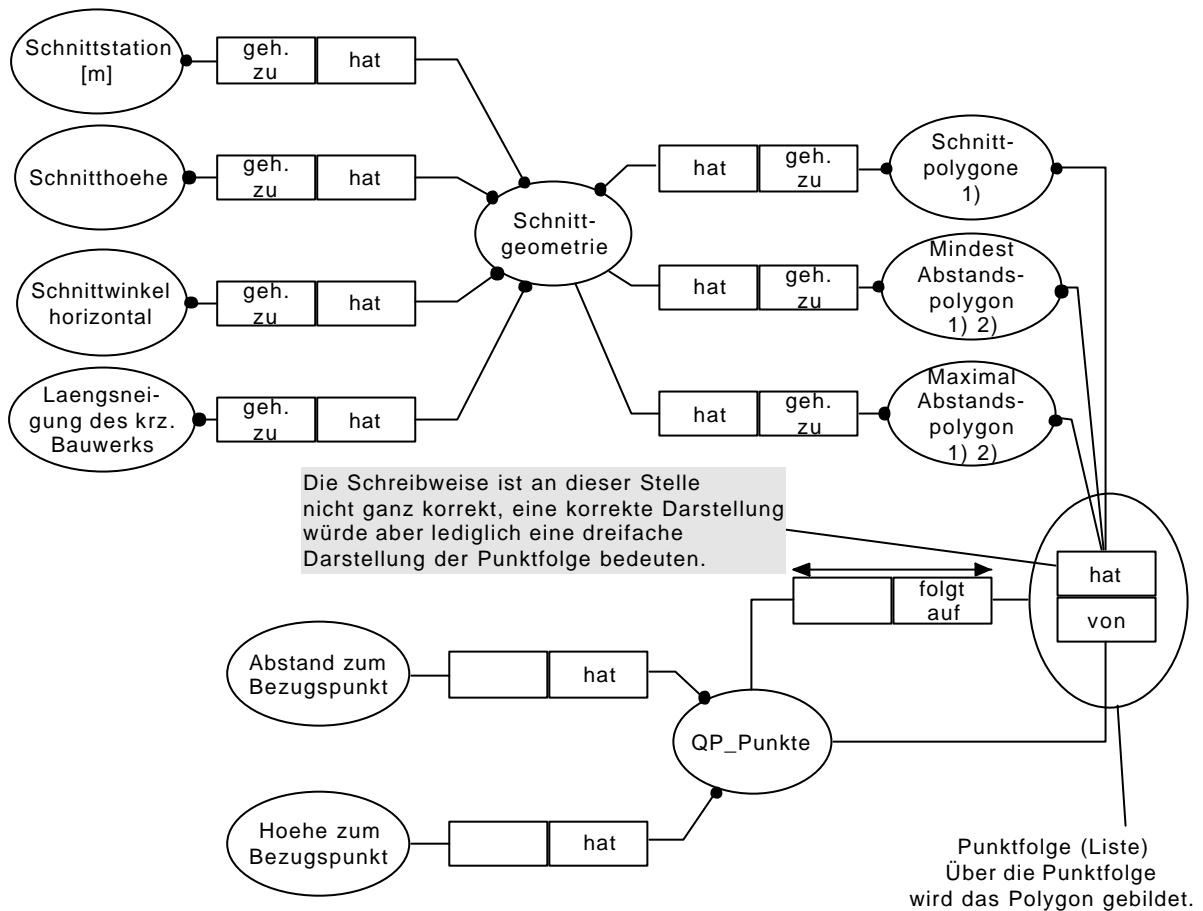 Schnittstation
[m]
geh.
zu
hat
Schnitthoehe
geh.
zu
hat
Schnittwinkel
horizontal
geh.
zu
hat
Laengsnei-
gung des krz.
Bauwerks
geh.
zu
hat
Schnitt-
geometrie
hat
geh.
zu
Schnitt-
polygone
1)
hat
geh.
zu
Mindest
Abstands-
polygon
1) 2)
hat
geh.
zu
Maximal
Abstands-
polygon
1) 2)
Die Schreibweise ist an dieser Stelle
nicht ganz korrekt, eine korrekte Darstellung
würde aber lediglich eine dreifache
Darstellung der Punktfolge bedeuten.
hat
von
folgt
auf
Abstand zum
Bezugspunkt
hat
QP_Punkte
Hoehe zum
Bezugspunkt
hat
Punktfolge (Liste)
Über die Punktfolge
wird das Polygon gebildet.